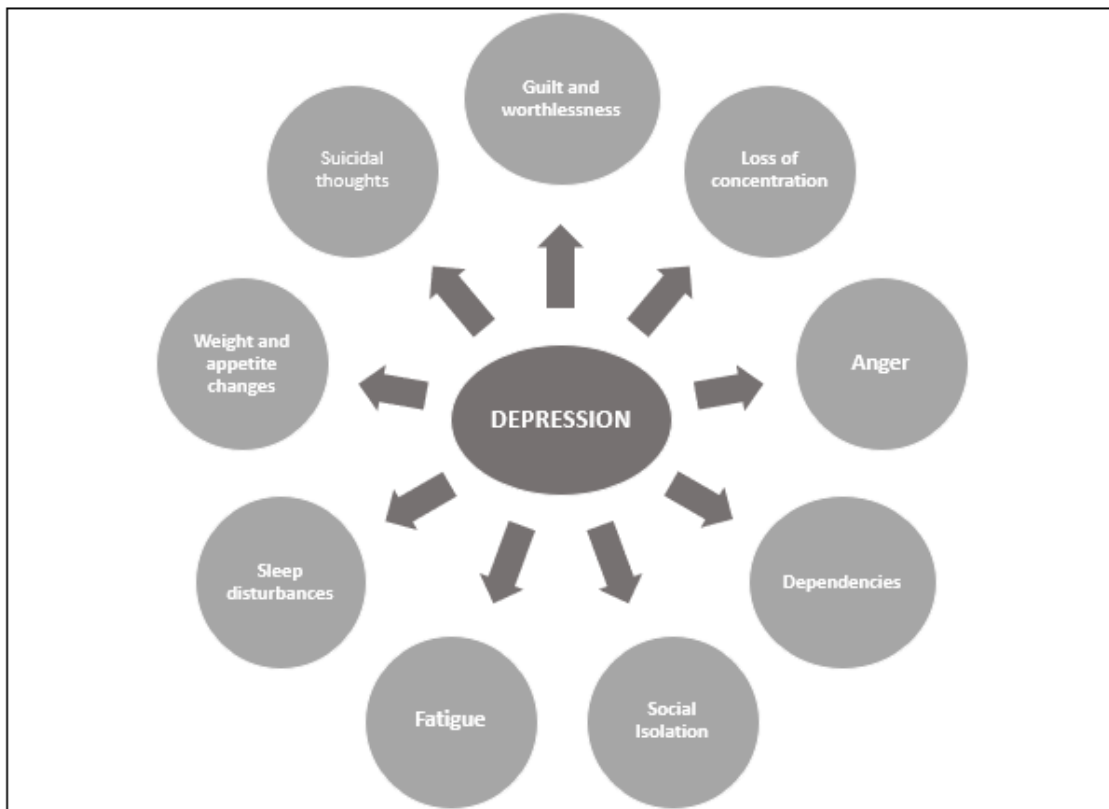 Guilt and
worthlessness
Suicidal
thoughts
Loss of
concentration
Weight and
appetite
changes
Anger
DEPRESSION
Sleep
disturbances
Dependencies
Fatigue
Social
Isolation